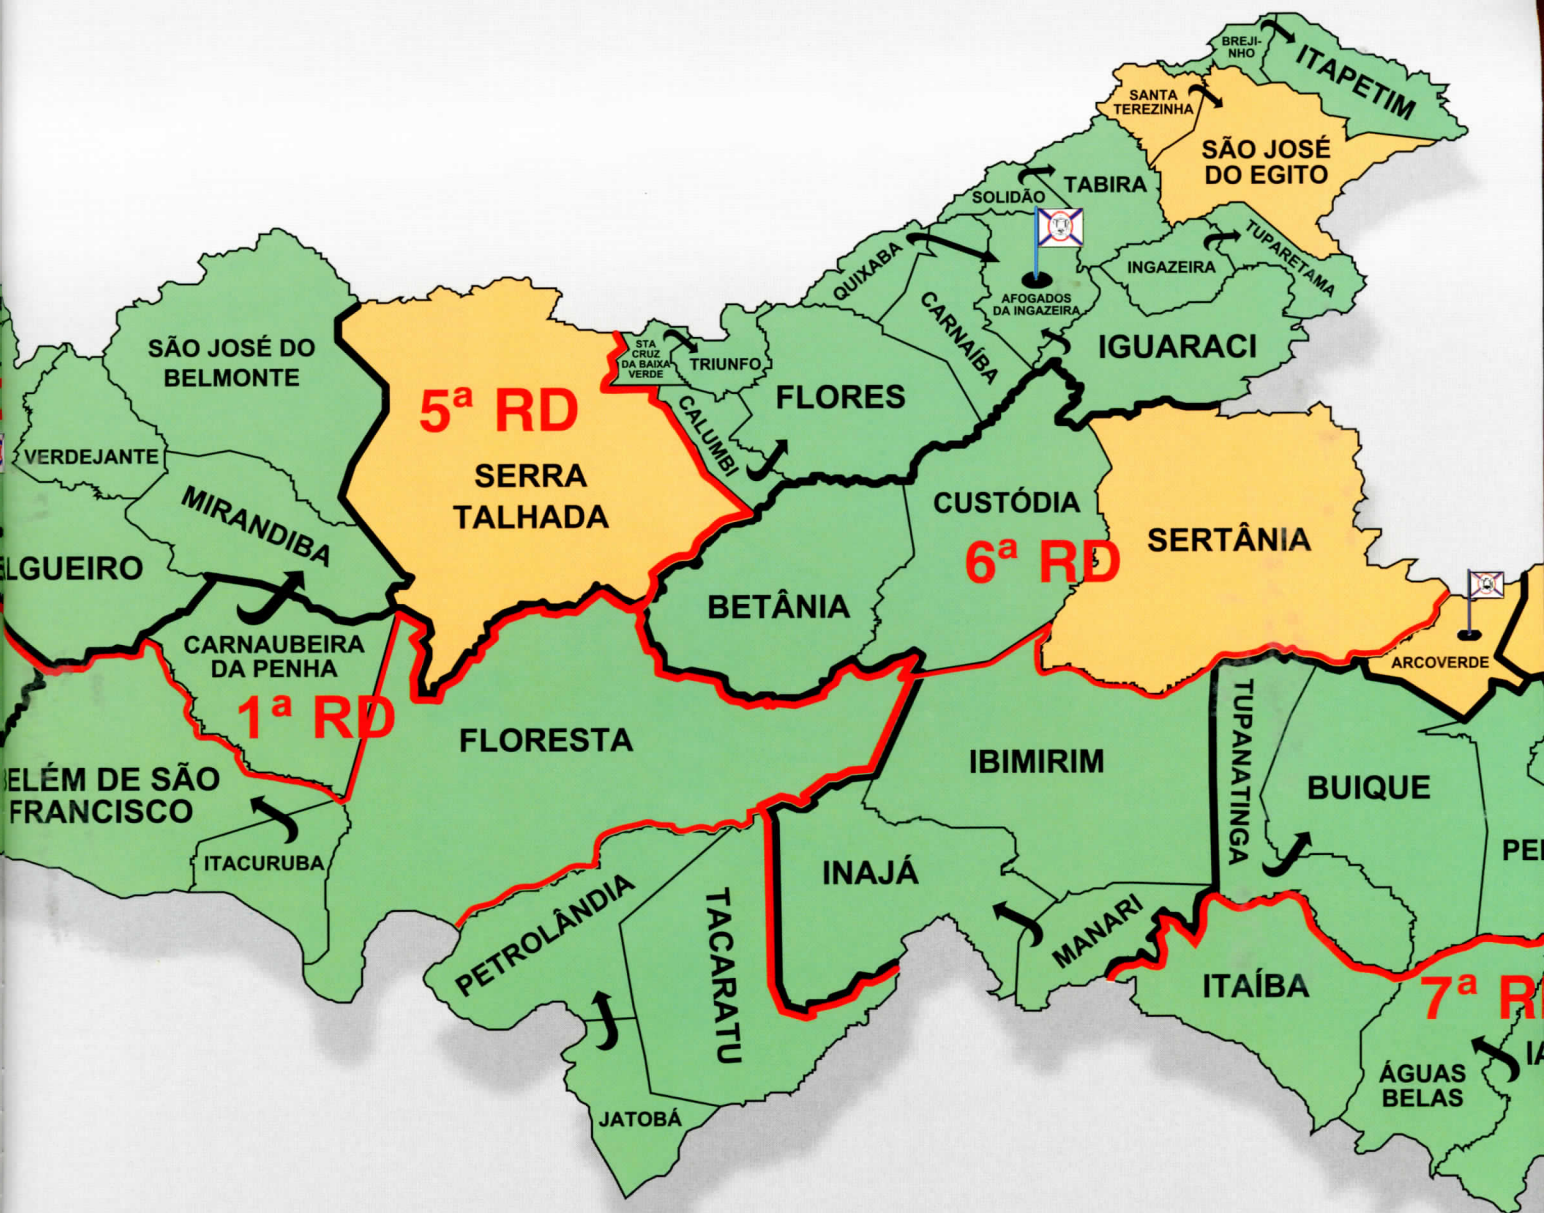 BREJI-
NHO
ITAPETIM
SANTA
TEREZINHA
SÃO JOSÉ
DO EGITO
SOLIDÃO
TABIRA
QUIXABA
CARNAÍBA
AFOGADOS
DA INGAZEIRA
INGAZEIRA
TUPARETAMA
IGUARACI
SÃO JOSÉ DO
BELMONTE
5ª RD
SERRA
TALHADA
STA
CRUZ
DA BAIXA
VERDE
TRIUNFO
FLORES
CALUMBI
VERDEJANTE
MIRANDIBA
LGUEIRO
CUSTÓDIA
6ª RD
SERTÂNIA
BETÂNIA
CARNAUBEIRA
DA PENHA
1ª RD
ARCOVERDE
FLORESTA
IBIMIRIM
TUPANATINGA
BUIQUE
ELÉM DE SÃO
FRANCISCO
ITACURUBA
INAJÁ
PE
PETROLÂNDIA
TACARATU
MANARI
ITAÍBA
7ª R
IA
ÁGUAS
BELAS
JATOBÁ